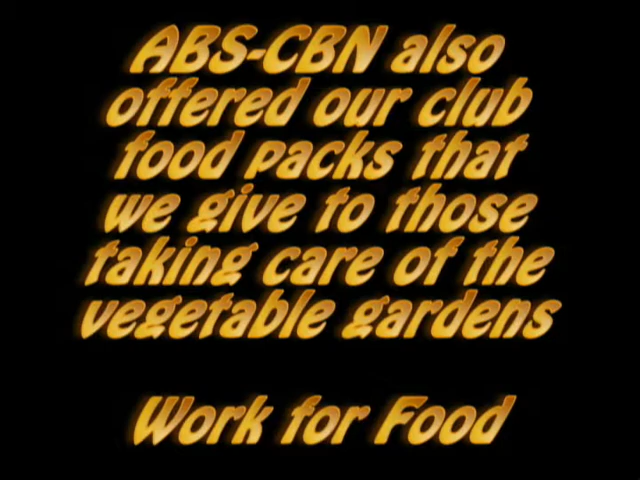 ABS-CBN also
offered our club
food packs that
we give to those
taking care of the
vegetable gardens
Work for Food